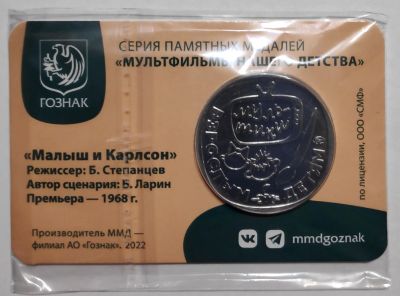 ГОЗНАК
СЕРИЯ ПАМЯТНЫХ МЕДАЛЕЙ
«МУЛЬТФИЛЬМЫ НАШЕГО ДЕТСТВА»
«Малыш и Карлсон»
Режиссер: Б. Степанцев
Автор сценария: Б. Ларин
Премьера — 1968 г.
Производитель ММД —
филиал АО «Гознак». 2022
mmdgoznak
по лицензии, ООО «СМФ»